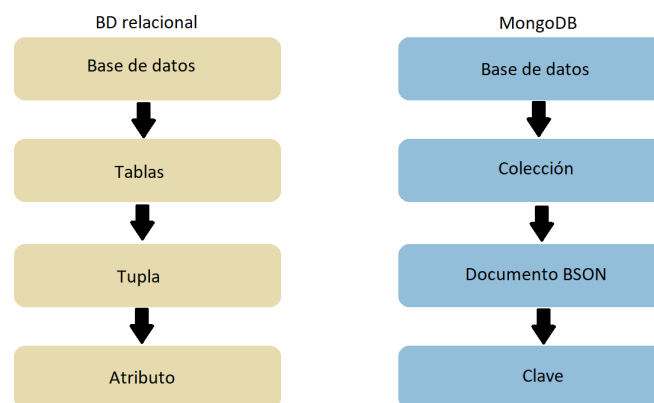 BD relacional
Base de datos
Tablas
Tupla
Atributo
MongoDB
Base de datos
Colección
Documento BSON
Clave